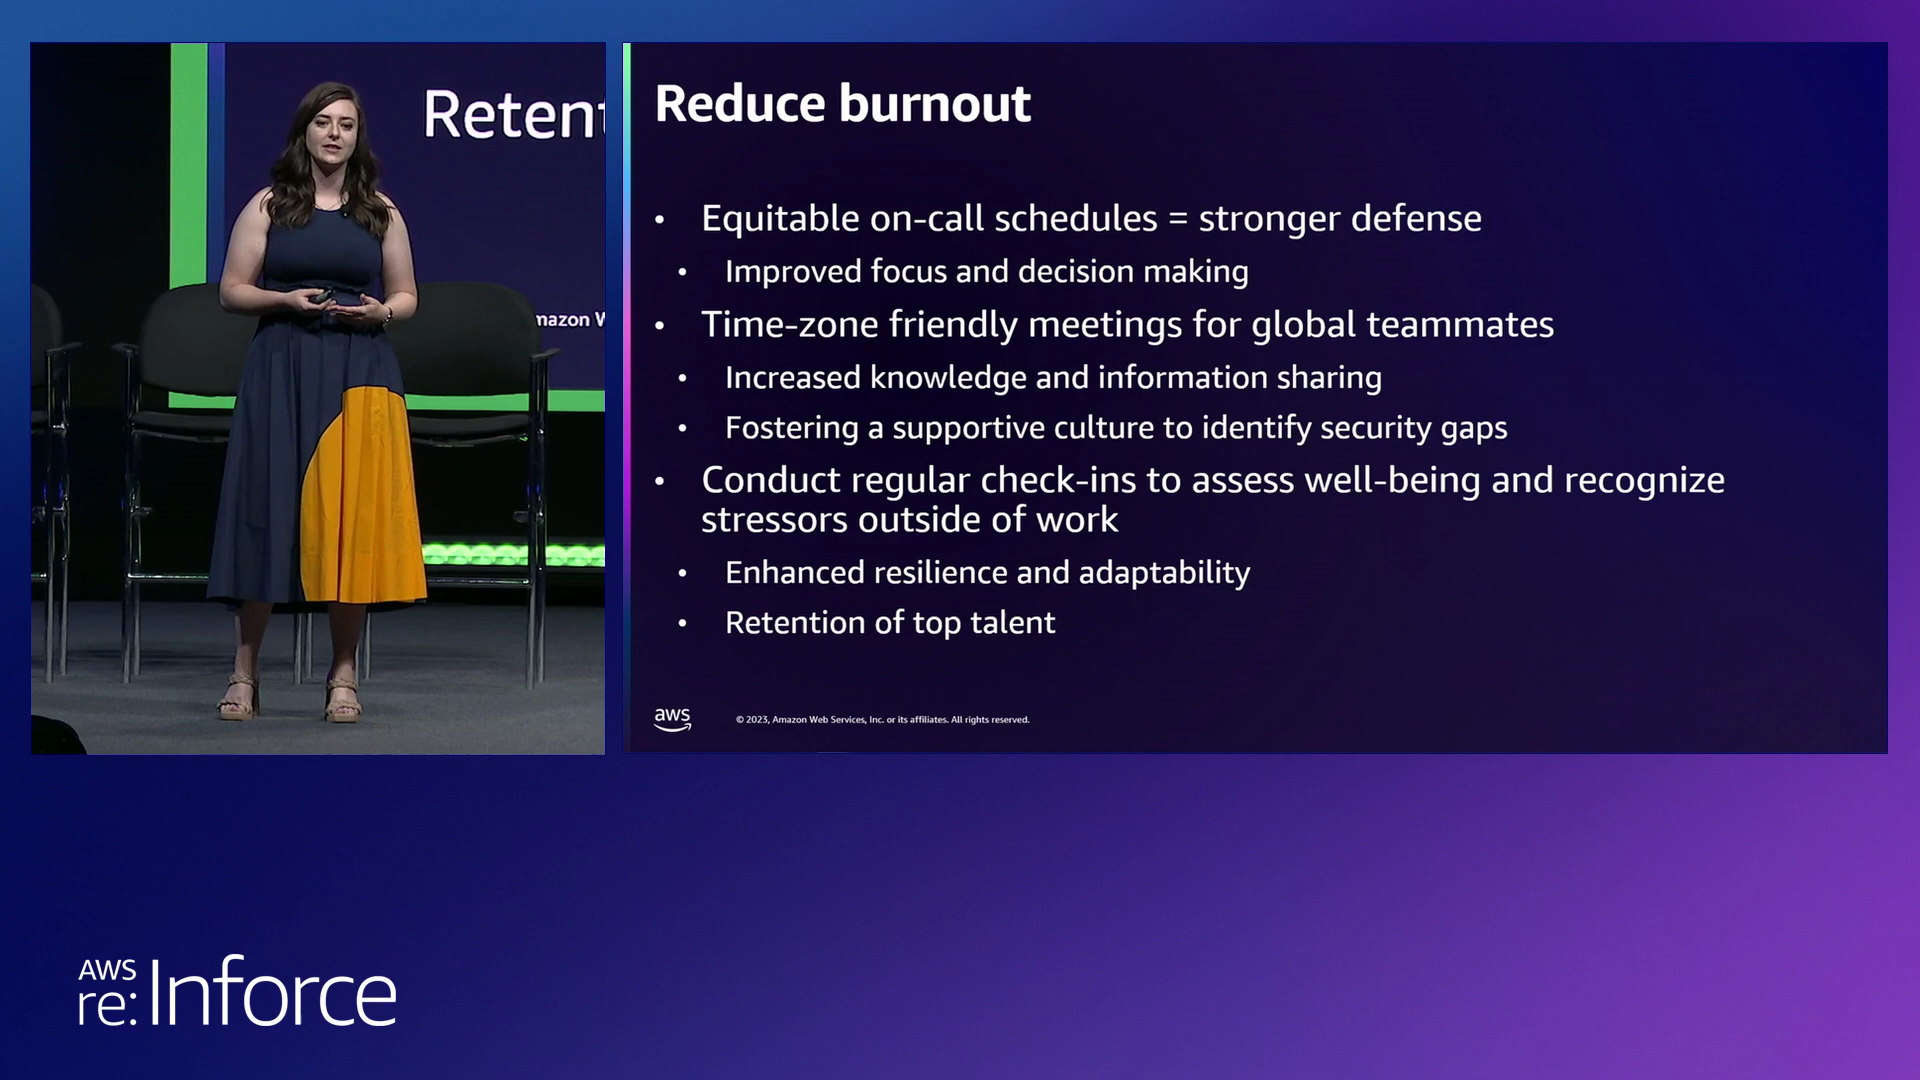 Retent
mazon W
Reduce burnout
• Equitable on-call schedules = stronger defense
• Improved focus and decision making
• Time-zone friendly meetings for global teammates
• Increased knowledge and information sharing
• Fostering a supportive culture to identify security gaps
• Conduct regular check-ins to assess well-being and recognize
stressors outside of work
• Enhanced resilience and adaptability
• Retention of top talent
aws
© 2023, Amazon Web Services, Inc. or its affiliates. All rights reserved.
AWS
re:Inforce